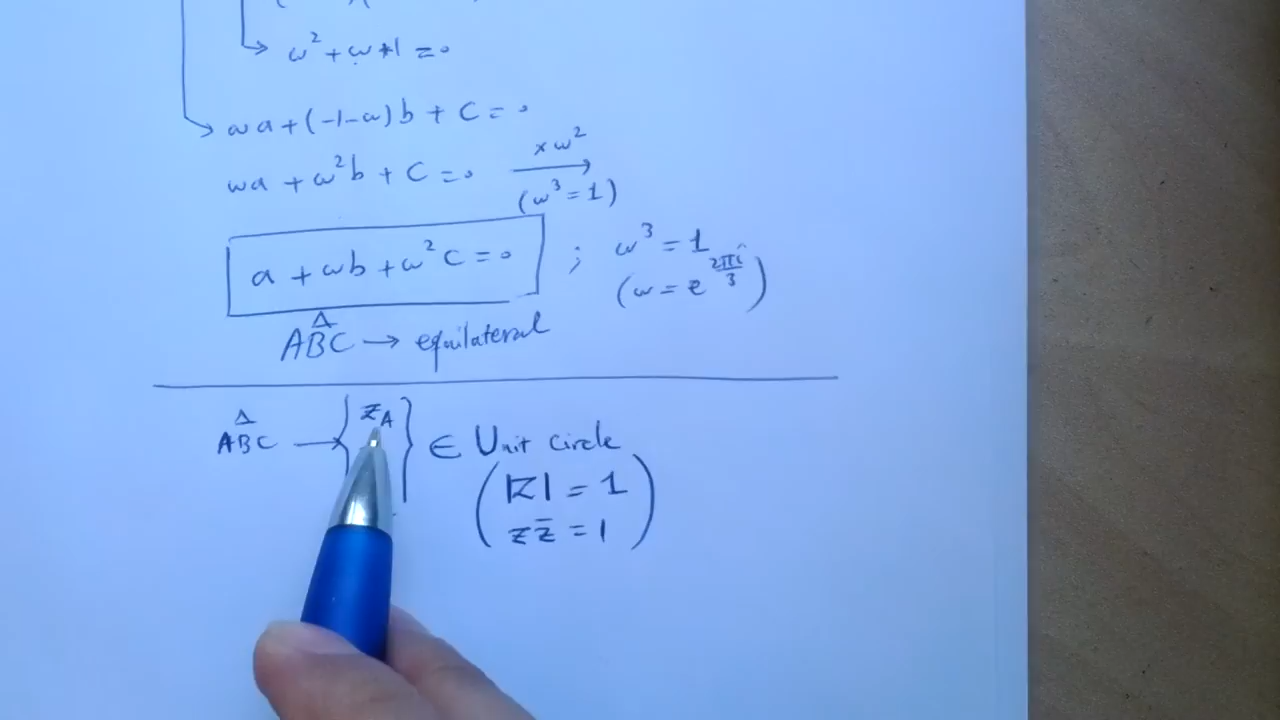 ω² + ω + 1 = 0
ωa + (-1-ω)b + c = 0
ωa + ω²b + c = 0 ×ω² (ω³ = 1)
a + ωb + ω²c = 0 ; ω³ = 1
(ω = e^{2πi/3})
ABC → equilateral
ABC → { z_A } ∈ Unit circle
( |z| = 1
z z̄ = 1 )